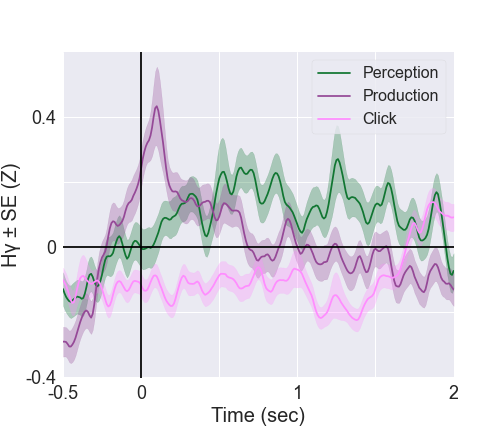 Perception
Production
Click
0.4
0
-0.4
Hγ ± SE (Z)
-0.5
0
1
2
Time (sec)